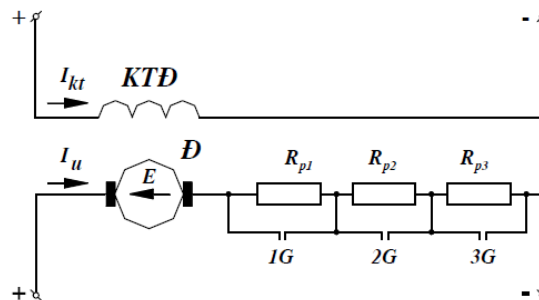 + -
I_kt KTĐ
I_u Đ R_p1 R_p2 R_p3
E
1G 2G 3G
+ -